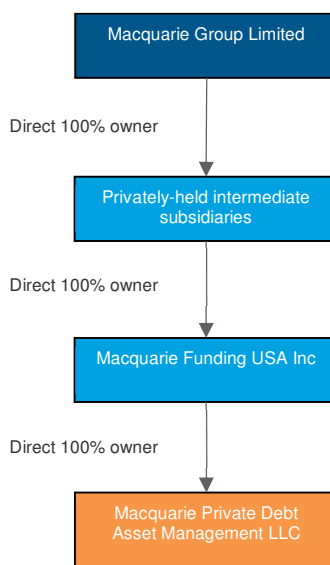 Macquarie Group Limited
Direct 100% owner
Privately-held intermediate
subsidiaries
Direct 100% owner
Macquarie Funding USA Inc
Direct 100% owner
Macquarie Private Debt
Asset Management LLC